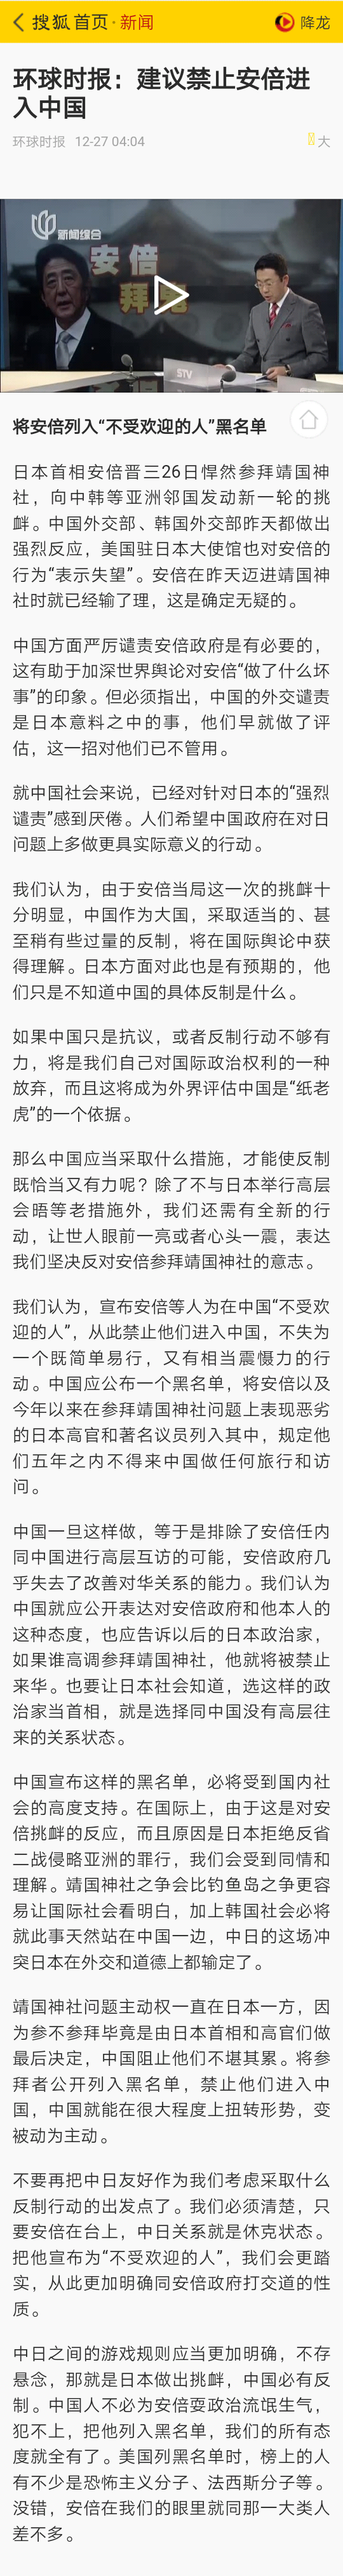 搜狐首页·新闻
降龙
环球时报：建议禁止安倍进
入中国
环球时报 12-27 04:04
大
新闻综合
安倍
拜鬼
STV
将安倍列入“不受欢迎的人”黑名单
日本首相安倍晋三26日悍然参拜靖国神
社，向中韩等亚洲邻国发动新一轮的挑
衅。中国外交部、韩国外交部昨天都做出
强烈反应，美国驻日本大使馆也对安倍的
行为“表示失望”。安倍在昨天迈进靖国神
社时就已经输了理，这是确定无疑的。
中国方面严厉谴责安倍政府是有必要的，
这有助于加深世界舆论对安倍“做了什么坏
事”的印象。但必须指出，中国的外交谴责
是日本意料之中的事，他们早就做了评
估，这一招对他们已不管用。
就中国社会来说，已经对针对日本的“强烈
谴责”感到厌倦。人们希望中国政府在对日
问题上多做更具实际意义的行动。
我们认为，由于安倍当局这一次的挑衅十
分明显，中国作为大国，采取适当的、甚
至稍有些过量的反制，将在国际舆论中获
得理解。日本方面对此也是有预期的，他
们只是不知道中国的具体反制是什么。
如果中国只是抗议，或者反制行动不够有
力，将是我们自己对国际政治权利的一种
放弃，而且这将成为外界评估中国是“纸老
虎”的一个依据。
那么中国应当采取什么措施，才能使反制
既恰当又有力呢？除了不与日本举行高层
会晤等老措施外，我们还需有全新的行
动，让世人眼前一亮或者心头一震，表达
我们坚决反对安倍参拜靖国神社的意志。
我们认为，宣布安倍等人为在中国“不受欢
迎的人”，从此禁止他们进入中国，不失为
一个既简单易行，又有相当震慑力的行
动。中国应公布一个黑名单，将安倍以及
今年以来在参拜靖国神社问题上表现恶劣
的日本高官和著名议员列入其中，规定他
们五年之内不得来中国做任何旅行和访
问。
中国一旦这样做，等于是排除了安倍任内
同中国进行高层互访的可能，安倍政府几
乎失去了改善对华关系的能力。我们认为
中国就应公开表达对安倍政府和他本人的
这种态度，也应告诉以后的日本政治家，
如果谁高调参拜靖国神社，他就将被禁止
来华。也要让日本社会知道，选这样的政
治家当首相，就是选择同中国没有高层往
来的关系状态。
中国宣布这样的黑名单，必将受到国内社
会的高度支持。在国际上，由于这是对安
倍挑衅的反应，而且原因是日本拒绝反省
二战侵略亚洲的罪行，我们会受到同情和
理解。靖国神社之争会比钓鱼岛之争更容
易让国际社会看明白，加上韩国社会必将
就此事天然站在中国一边，中日的这场冲
突日本在外交和道德上都输定了。
靖国神社问题主动权一直在日本一方，因
为参不参拜毕竟是由日本首相和高官们做
最后决定，中国阻止他们不堪其累。将参
拜者公开列入黑名单，禁止他们进入中
国，中国就能在很大程度上扭转形势，变
被动为主动。
不要再把中日友好作为我们考虑采取什么
反制行动的出发点了。我们必须清楚，只
要安倍在台上，中日关系就是休克状态。
把他宣布为“不受欢迎的人”，我们会更踏
实，从此更加明确同安倍政府打交道的性
质。
中日之间的游戏规则应当更加明确，不存
悬念，那就是日本做出挑衅，中国必有反
制。中国人不必为安倍耍政治流氓生气，
犯不上，把他列入黑名单，我们的所有态
度就全有了。美国列黑名单时，榜上的人
有不少是恐怖主义分子、法西斯分子等。
没错，安倍在我们的眼里就同那一大类人
差不多。